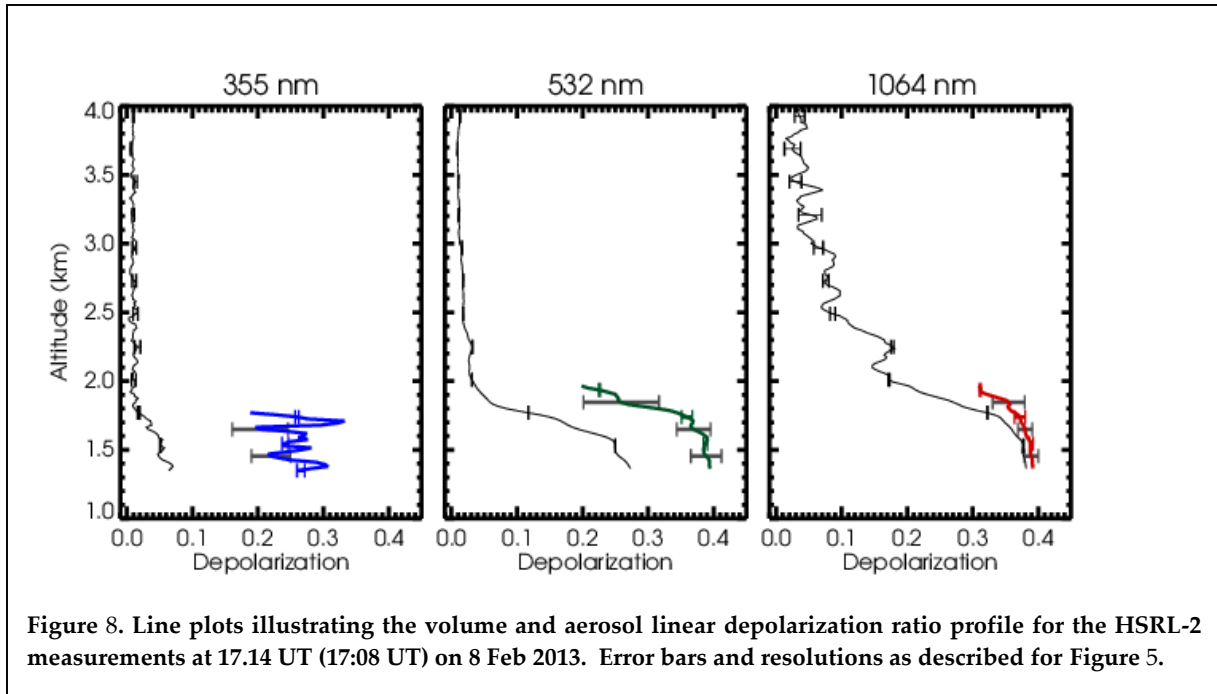 355 nm
532 nm
1064 nm
Altitude (km)
4.0
3.5
3.0
2.5
2.0
1.5
1.0
0.0 0.1 0.2 0.3 0.4
0.0 0.1 0.2 0.3 0.4
0.0 0.1 0.2 0.3 0.4
Depolarization
Depolarization
Depolarization
Figure 8. Line plots illustrating the volume and aerosol linear depolarization ratio profile for the HSRL-2
measurements at 17.14 UT (17:08 UT) on 8 Feb 2013. Error bars and resolutions as described for Figure 5.